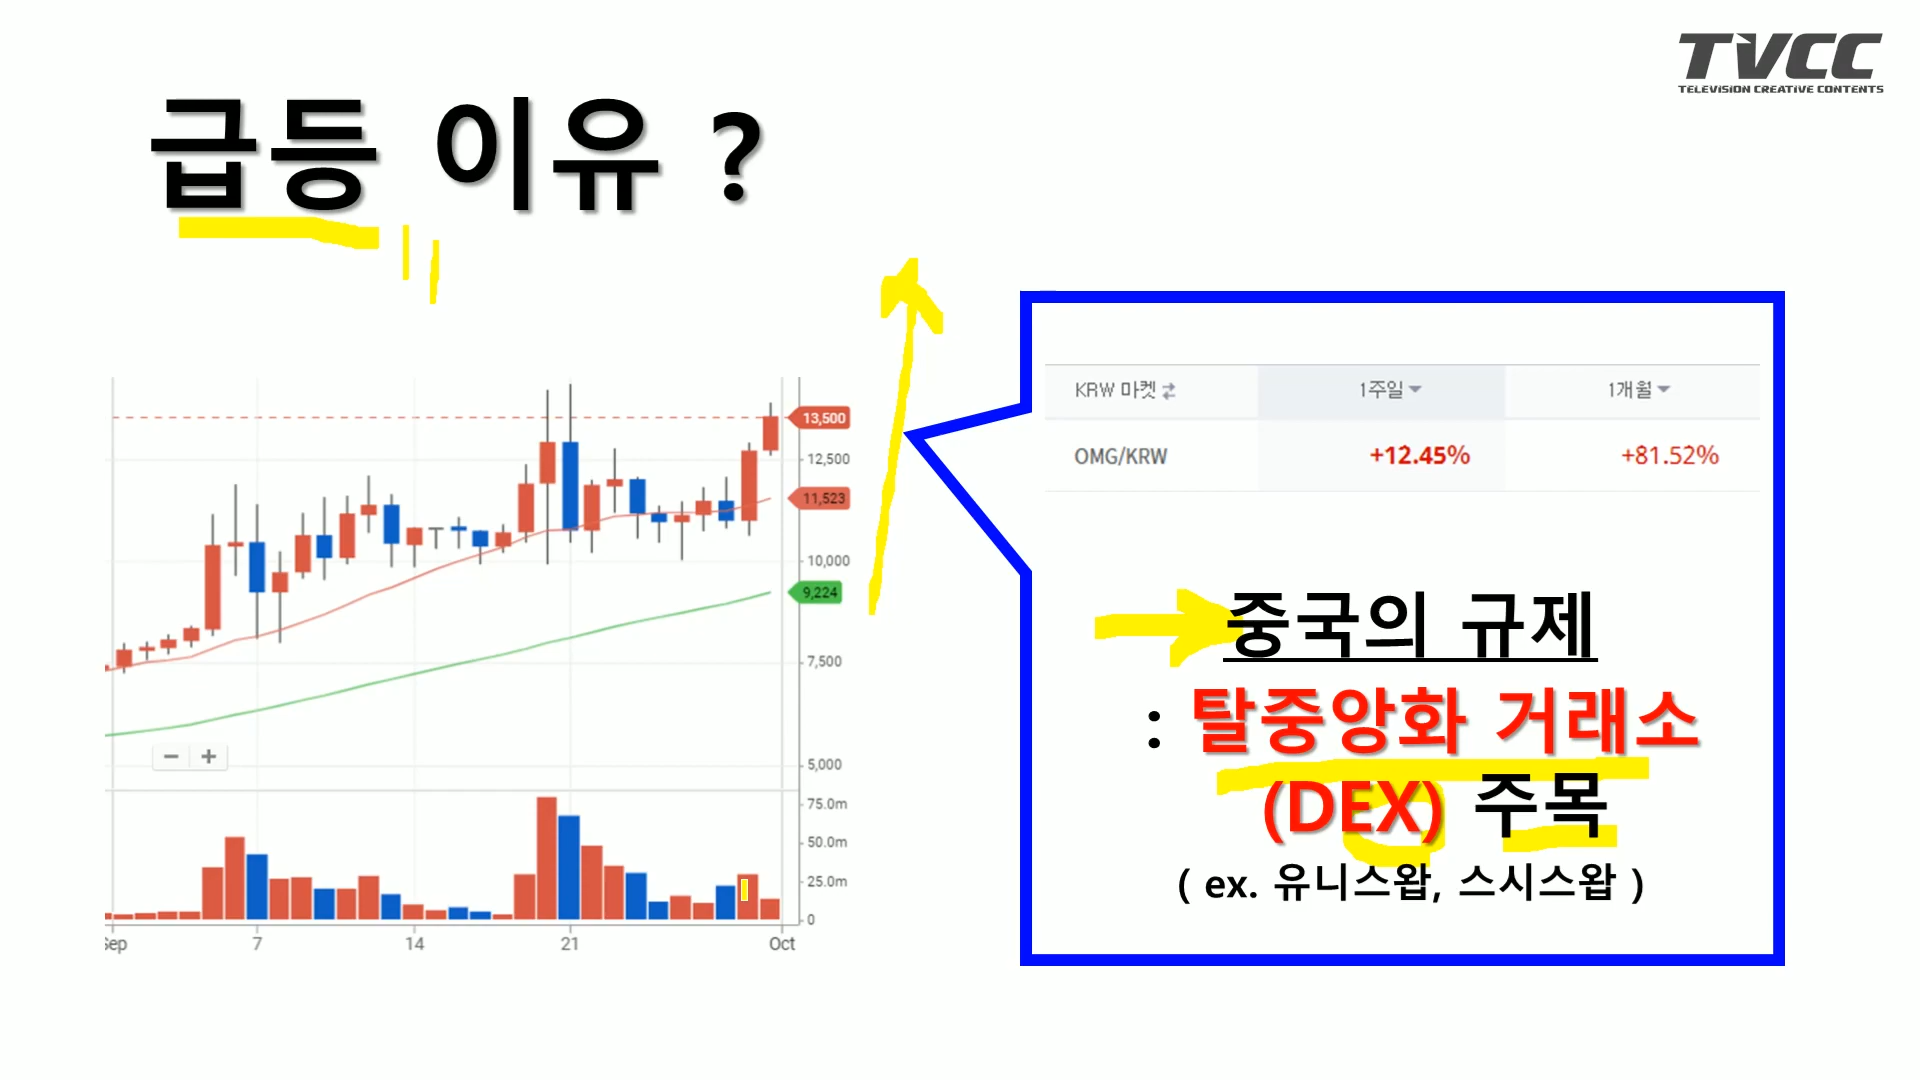 TVCC
TELEVISION CREATIVE CONTENTS
급등 이유 ?
13,500
12,500
11,523
10,000
9,224
7,500
5,000
75.0m
50.0m
25.0m
0
Sep 7 14 21 Oct
KRW 마켓 1주일 1개월
OMG/KRW +12.45% +81.52%
중국의 규제
: 탈중앙화 거래소
(DEX) 주목
( ex. 유니스왑, 스시스왑 )